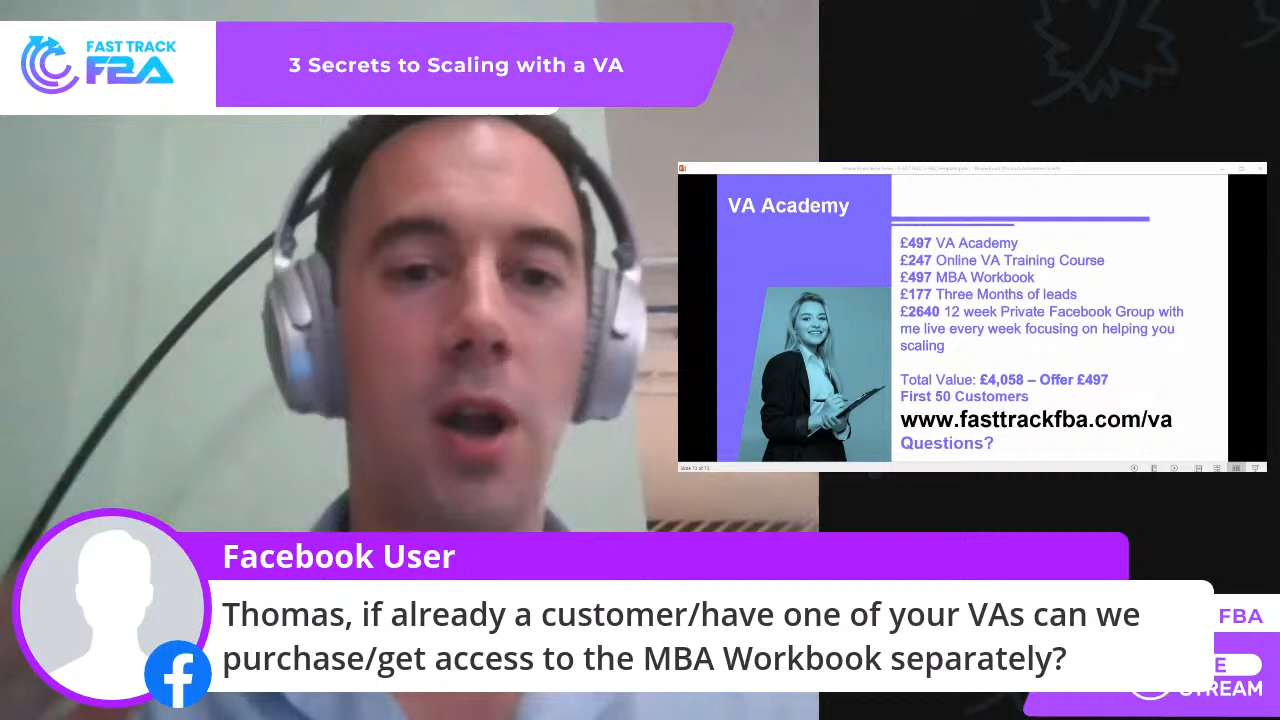 FAST TRACK
FBA
3 Secrets to Scaling with a VA
VA Academy
£497 VA Academy
£247 Online VA Training Course
£497 MBA Workbook
£177 Three Months of leads
£2640 12 week Private Facebook Group with
me live every week focusing on helping you
scaling
Total Value: £4,058 – Offer £497
First 50 Customers
www.fasttrackfba.com/va
Questions?
Slide 73 of 73
Facebook User
Thomas, if already a customer/have one of your VAs can we
purchase/get access to the MBA Workbook separately?
FBA
E
STREAM